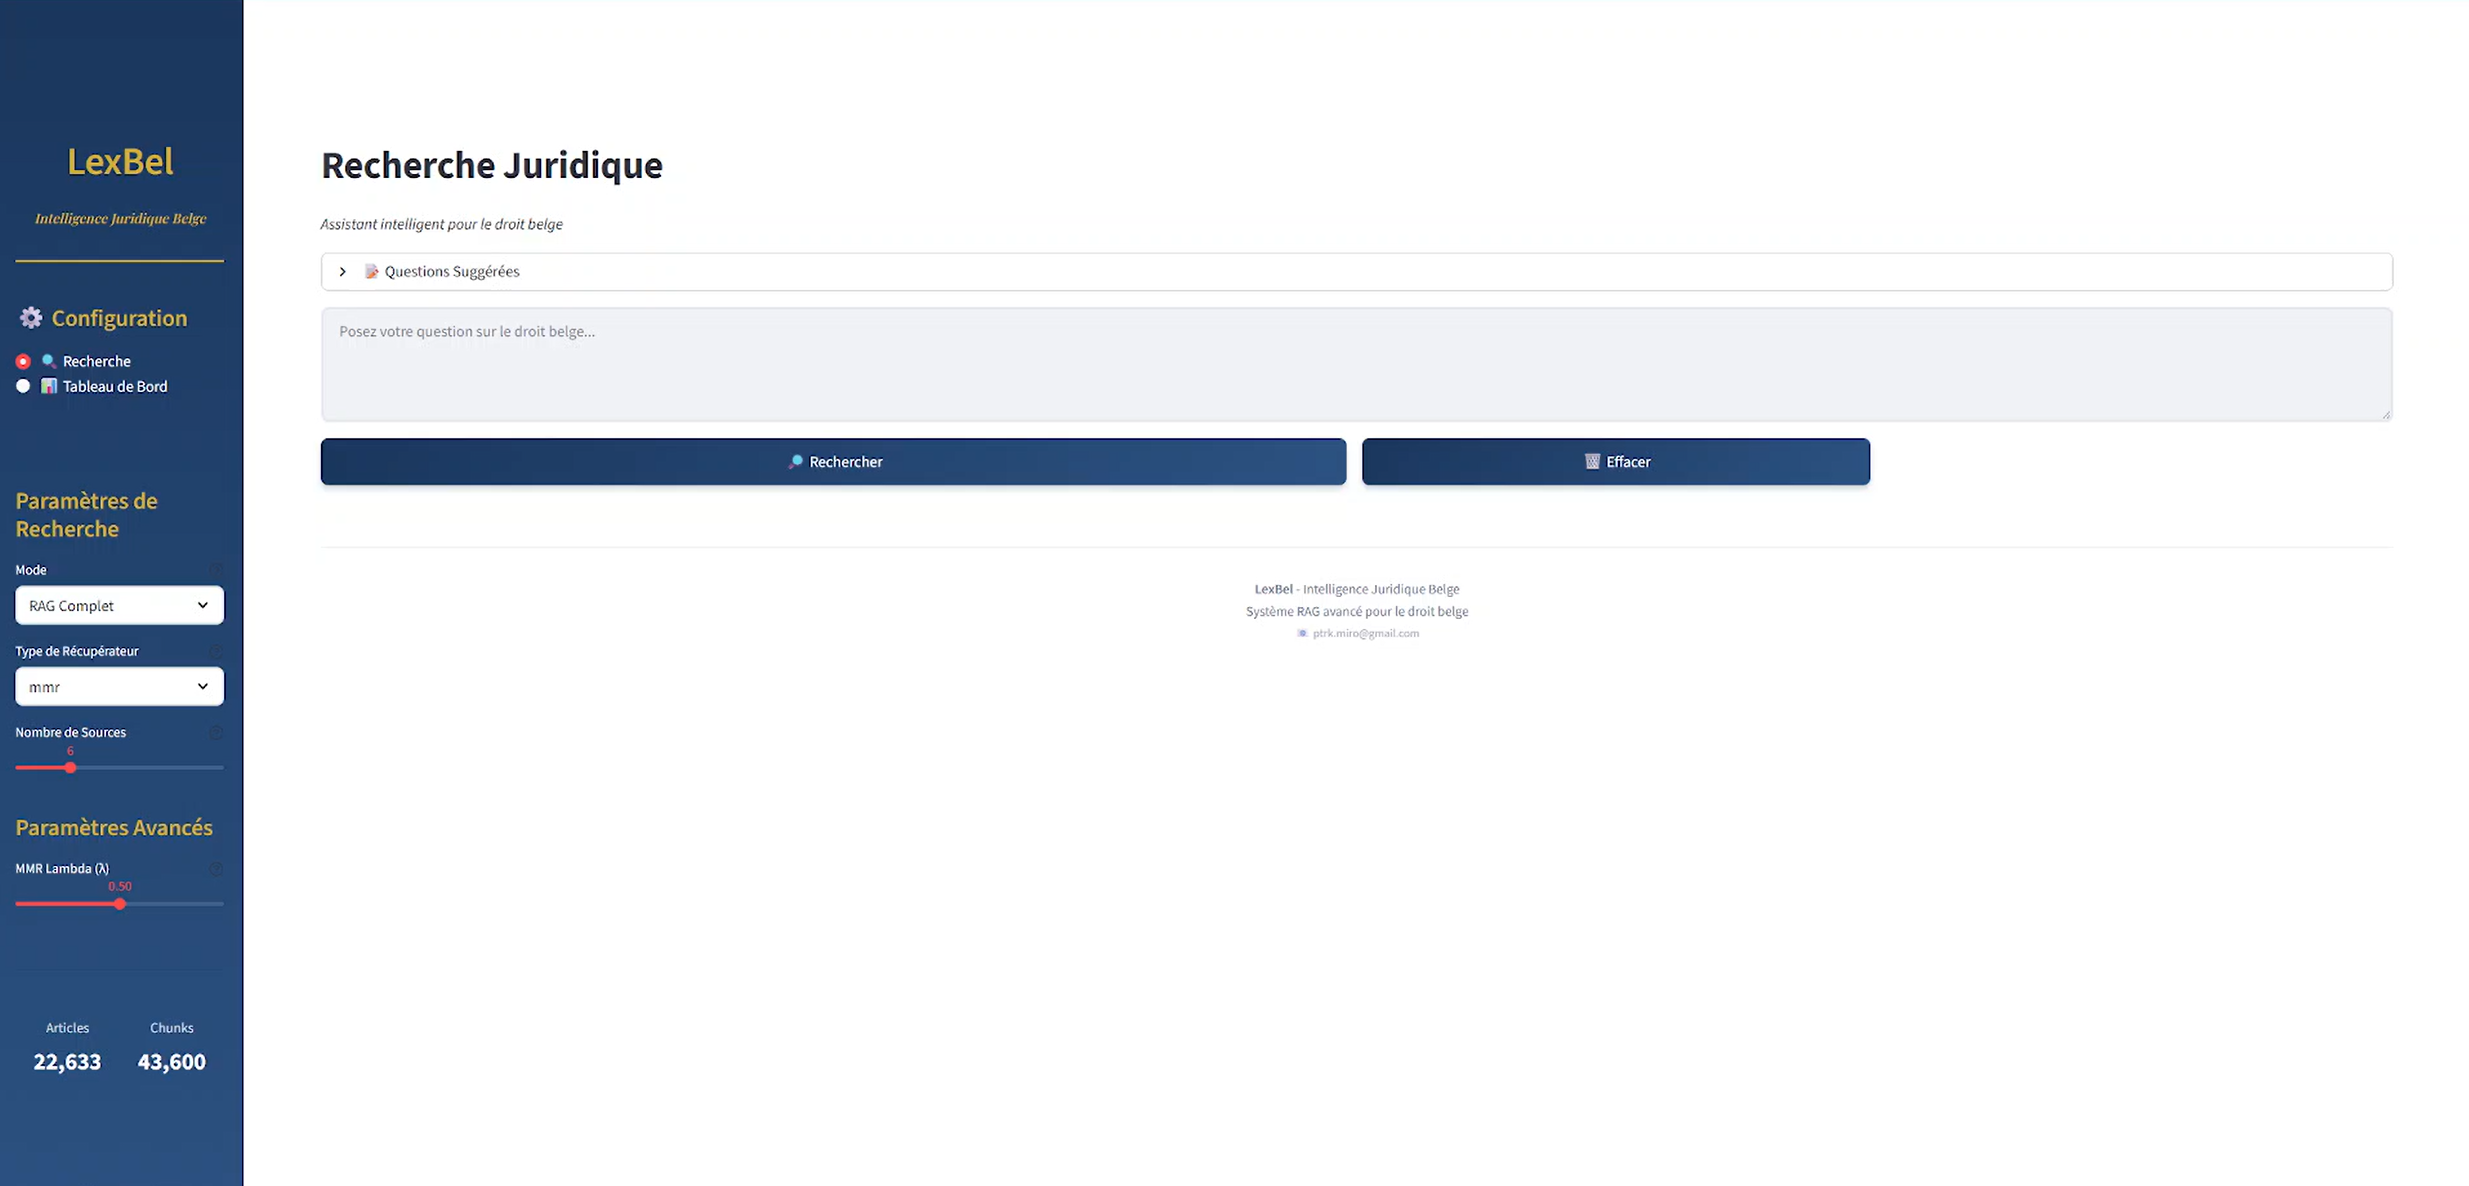 LexBel
Intelligence Juridique Belge
Configuration
Recherche
Tableau de Bord
Paramètres de
Recherche
Mode
RAG Complet
Type de Récupérateur
mmr
Nombre de Sources
6
Paramètres Avancés
MMR Lambda (λ)
0.50
Articles
Chunks
22,633
43,600
Recherche Juridique
Assistant intelligent pour le droit belge
Questions Suggérées
Posez votre question sur le droit belge...
Rechercher
Effacer
LexBel - Intelligence Juridique Belge
Système RAG avancé pour le droit belge
ptrk.miro@gmail.com